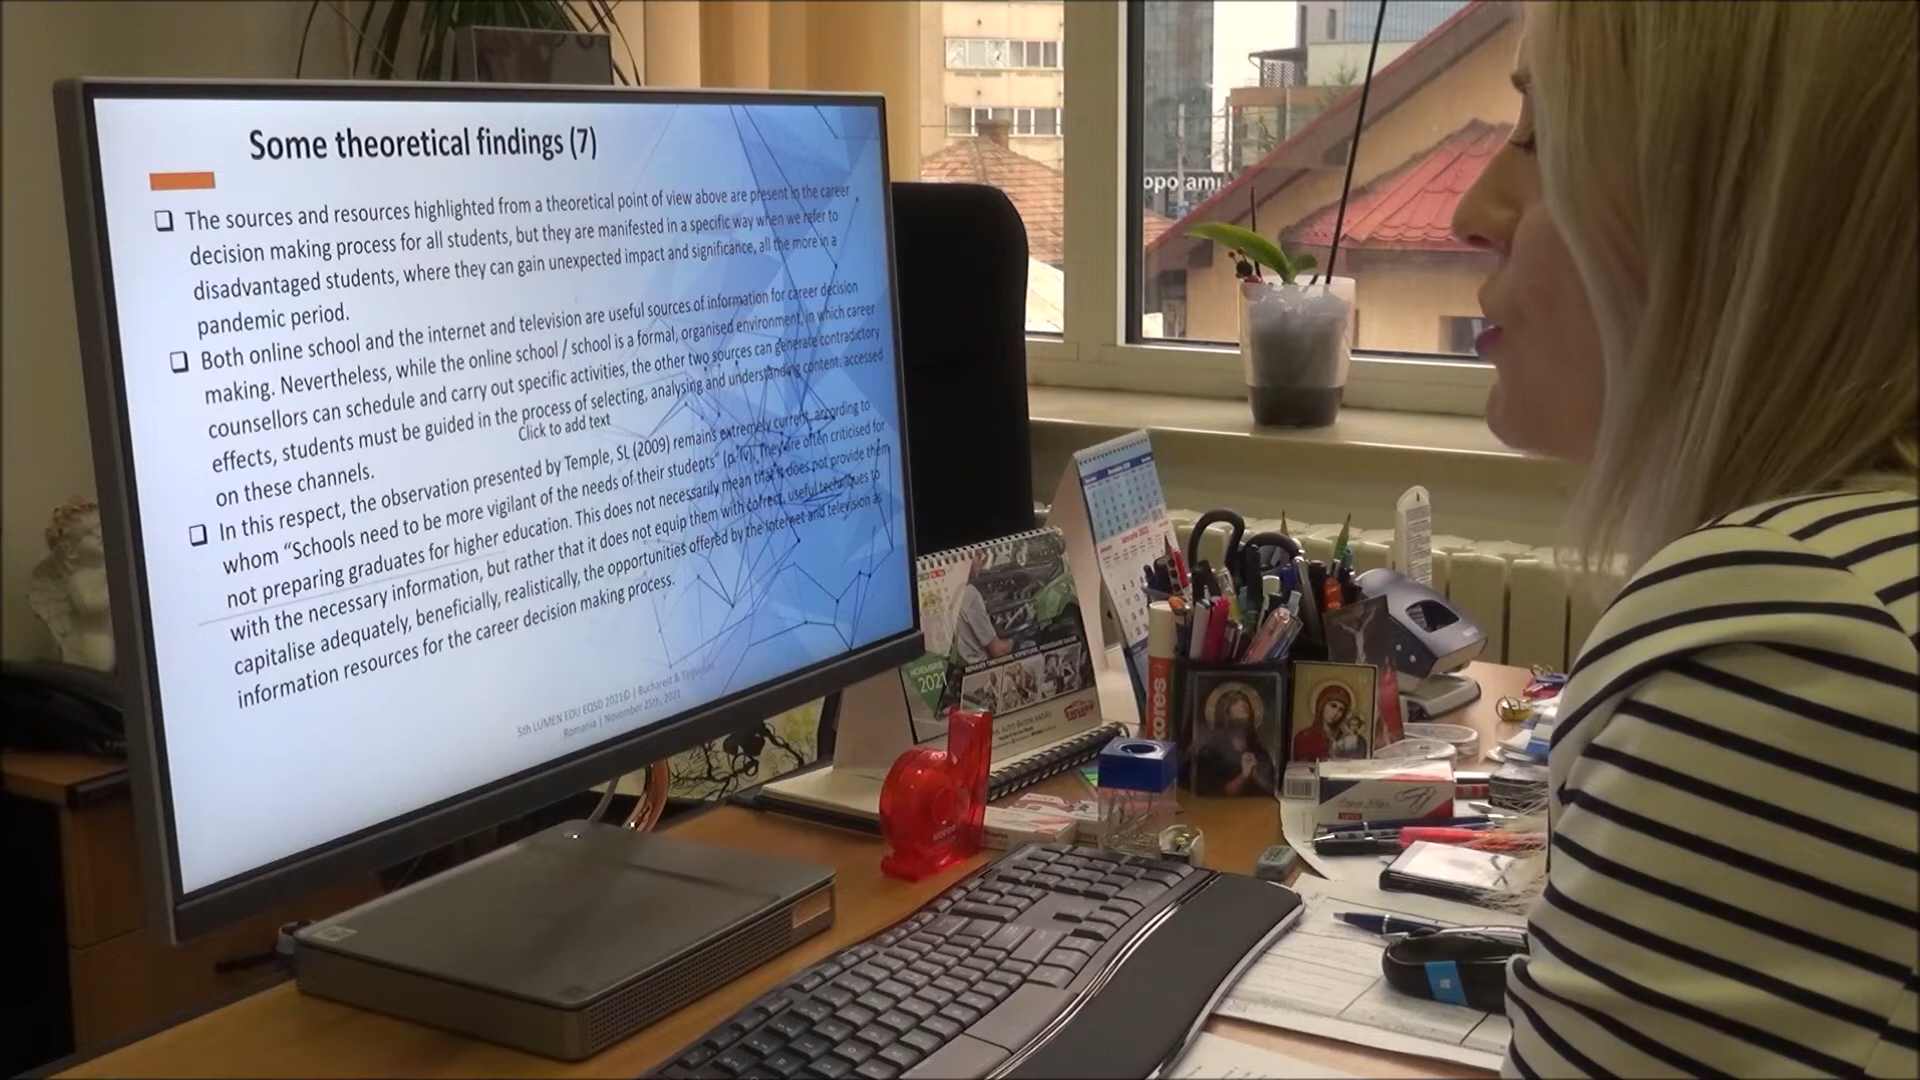 Some theoretical findings (7)
The sources and resources highlighted from a theoretical point of view above are present in the career
decision making process for all students, but they are manifested in a specific way when we refer to
disadvantaged students, where they can gain unexpected impact and significance, all the more in a
pandemic period.
Both online school and the internet and television are useful sources of information for career decision
making. Nevertheless, while the online school / school is a formal, organised environment, in which career
counsellors can schedule and carry out specific activities, the other two sources can generate contradictory
effects, students must be guided in the process of selecting, analysing and understanding content. accessed
on these channels.
Click to add text
In this respect, the observation presented by Temple, SL (2009) remains extremely current, according to
whom “Schools need to be more vigilant of the needs of their students” (p. iv). They are often criticised for
not preparing graduates for higher education. This does not necessarily mean that it does not provide them
with the necessary information, but rather that it does not equip them with correct, useful techniques to
capitalise adequately, beneficially, realistically, the opportunities offered by the Internet and television as
information resources for the career decision making process.
5th LUMEN EDU EQSD 2021© | Bucharest &
Romania | November 25th, 2021
opotami
NOIEMBRIE
2021
kores